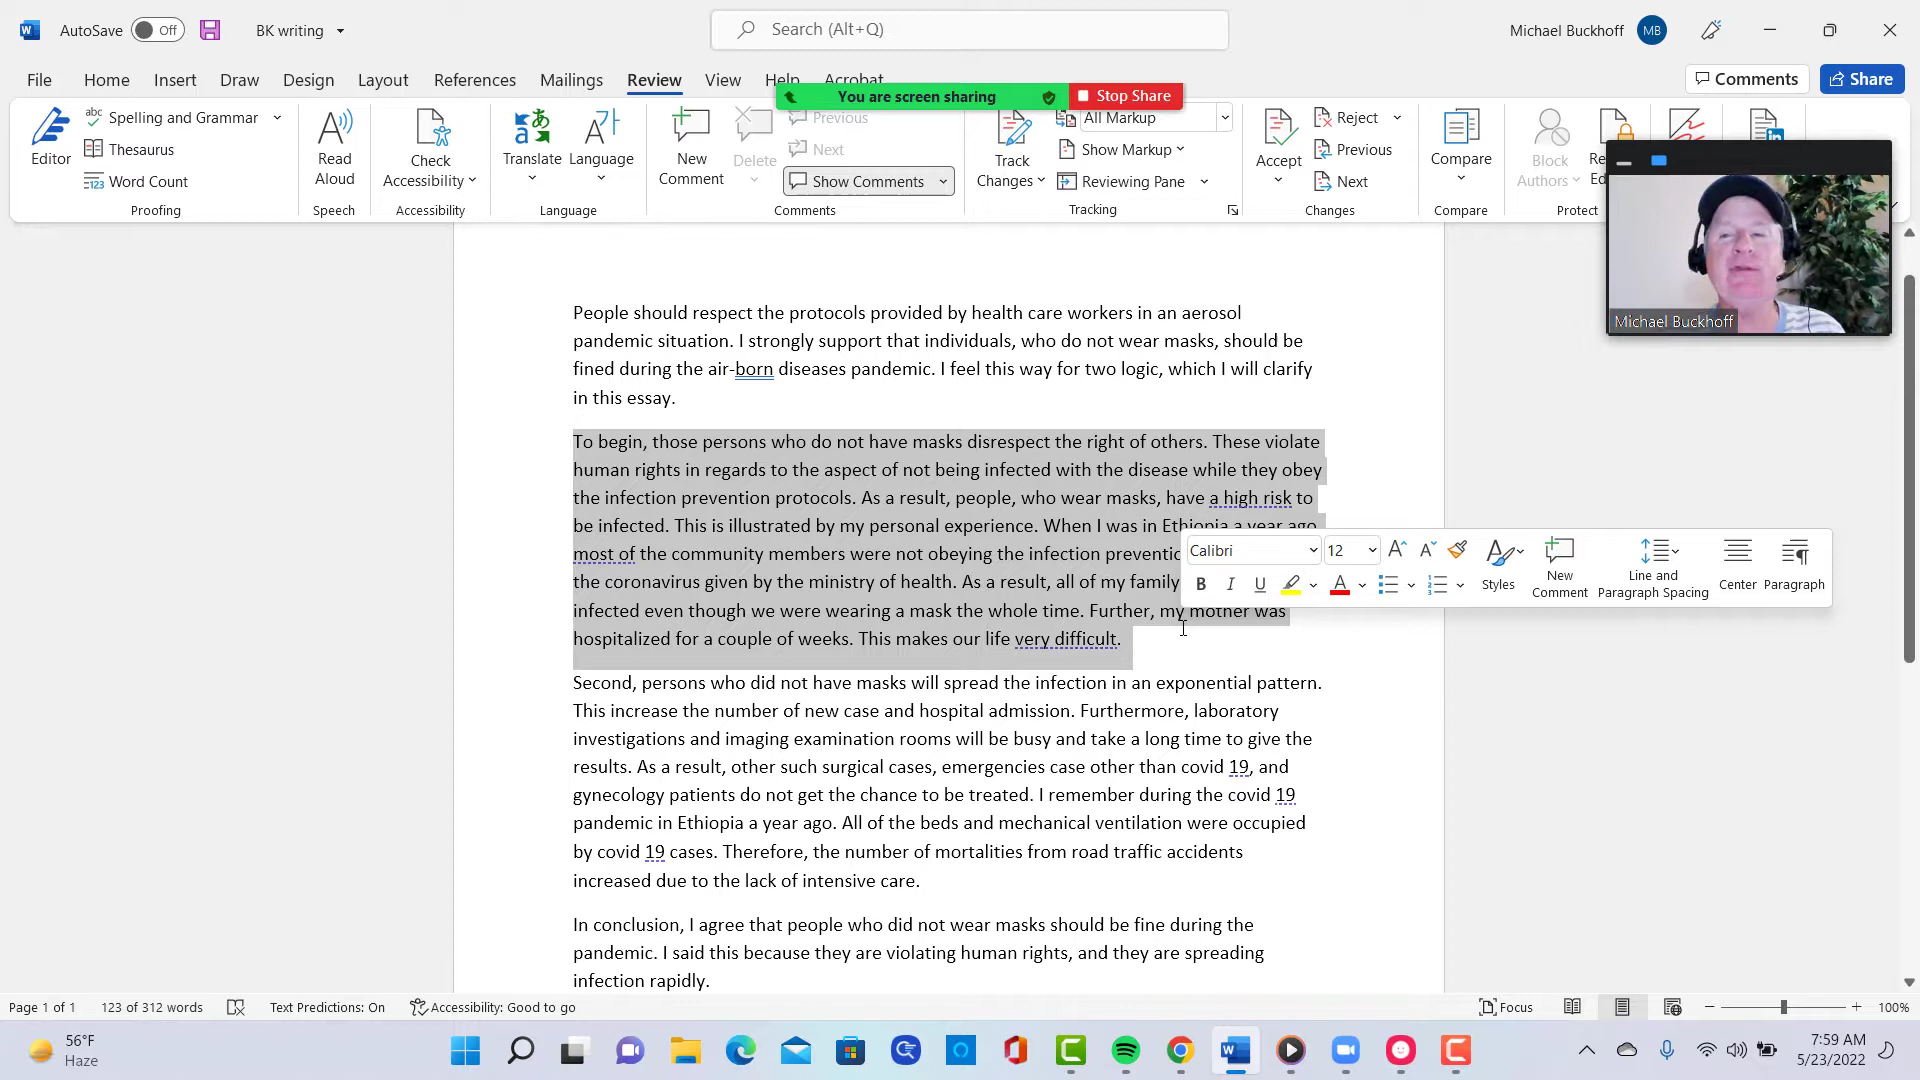 AutoSave Off BK writing Search (Alt+Q) Michael Buckhoff MB
File Home Insert Draw Design Layout References Mailings Review View Help Acrobat Comments Share
You are screen sharing Stop Share
Editor
abc Spelling and Grammar
Thesaurus
123 Word Count
Proofing
Read Aloud
Speech
Check Accessibility
Accessibility
Translate
Language
Language
New Comment
Delete
Previous
Next
Show Comments
Comments
Track Changes
All Markup
Show Markup
Reviewing Pane
Tracking
Accept
Reject
Previous
Next
Changes
Compare
Compare
Block Authors
Protect
Michael Buckhoff
People should respect the protocols provided by health care workers in an aerosol
pandemic situation. I strongly support that individuals, who do not wear masks, should be
fined during the air-born diseases pandemic. I feel this way for two logic, which I will clarify
in this essay.
To begin, those persons who do not have masks disrespect the right of others. These violate
human rights in regards to the aspect of not being infected with the disease while they obey
the infection prevention protocols. As a result, people, who wear masks, have a high risk to
be infected. This is illustrated by my personal experience. When I was in Ethiopia a year ago
most of the community members were not obeying the infection preventio
the coronavirus given by the ministry of health. As a result, all of my family
infected even though we were wearing a mask the whole time. Further, my mother was
hospitalized for a couple of weeks. This makes our life very difficult.
Calibri 12
Styles
New Comment
Line and Paragraph Spacing
Center
Paragraph
Second, persons who did not have masks will spread the infection in an exponential pattern.
This increase the number of new case and hospital admission. Furthermore, laboratory
investigations and imaging examination rooms will be busy and take a long time to give the
results. As a result, other such surgical cases, emergencies case other than covid 19, and
gynecology patients do not get the chance to be treated. I remember during the covid 19
pandemic in Ethiopia a year ago. All of the beds and mechanical ventilation were occupied
by covid 19 cases. Therefore, the number of mortalities from road traffic accidents
increased due to the lack of intensive care.
In conclusion, I agree that people who did not wear masks should be fine during the
pandemic. I said this because they are violating human rights, and they are spreading
infection rapidly.
Page 1 of 1 123 of 312 words Text Predictions: On Accessibility: Good to go Focus 100%
56°F
Haze
7:59 AM
5/23/2022